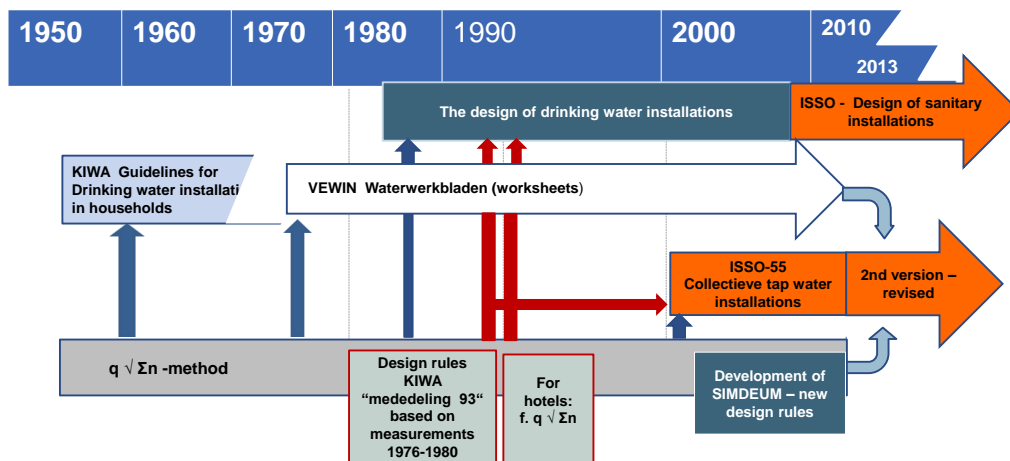 1950
1960
1970
1980
1990
2000
2010
2013
The design of drinking water installations
ISSO - Design of sanitary
installations
KIWA Guidelines for
Drinking water installati
in households
VEWIN Waterwerkbladen (worksheets)
ISSO-55
Collectieve tap water
installations
2nd version –
revised
q √ Σn -method
Design rules
KIWA
“mededeling 93“
based on
measurements
1976-1980
For
hotels:
f. q √ Σn
Development of
SIMDEUM – new
design rules